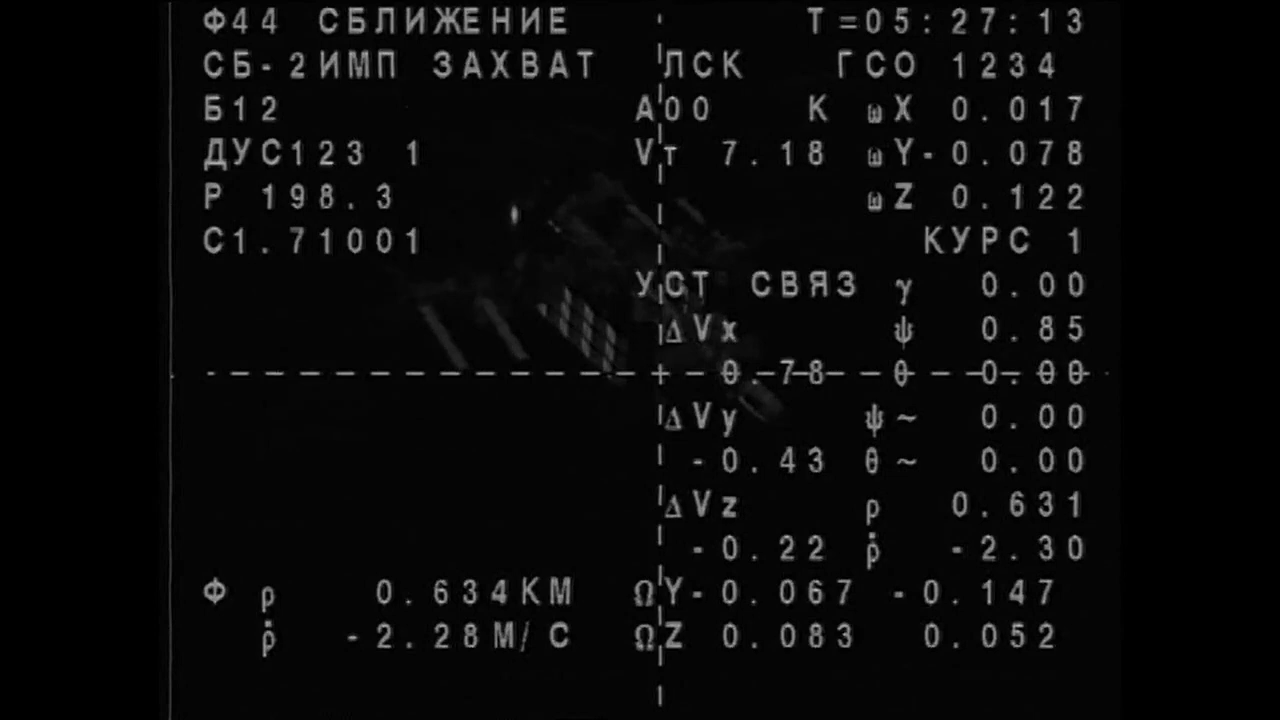 Ф44 СБЛИЖЕНИЕ T=05:27:13
СБ-2ИМП ЗАХВАТ ЛСК ГСО 1234
Б12 А00 К ωX 0.017
ДУС123 1 Vт 7.18 ωY-0.078
Р 198.3 ωZ 0.122
С1.71001 КУРС 1
УСТ СВЯЗ γ 0.00
ΔVx ψ 0.85
0.78 θ 0.00
ΔVy ψ~ 0.00
-0.43 θ~ 0.00
ΔVz ρ 0.631
-0.22 ρ̇ -2.30
Ф ρ 0.634КМ ΩY-0.067 -0.147
ρ̇ -2.28М/С ΩZ 0.083 0.052